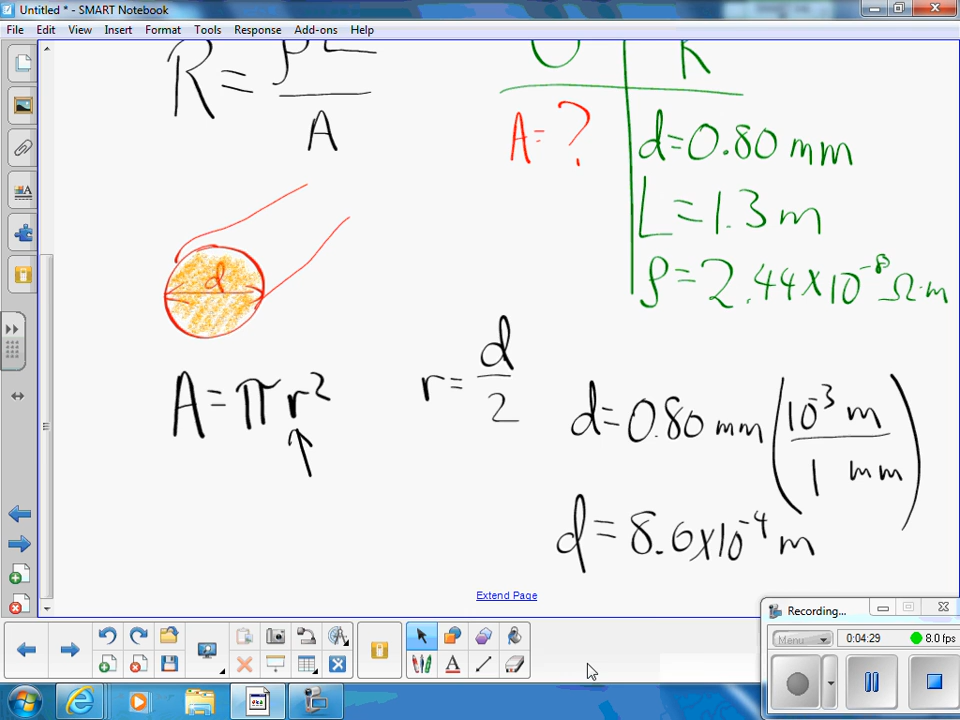 Untitled * - SMART Notebook
File Edit View Insert Format Tools Response Add-ons Help
R = ρL
A
U K
A=?
d=0.80 mm
L = 1.3 m
ρ = 2.44×10⁻⁸ Ω·m
d
A = πr²
r = d
2
d=0.80 mm (10⁻³ m
1 mm)
d = 8.0×10⁻⁴ m
Extend Page
Recording...
Menu
0:04:29
8.0 fps